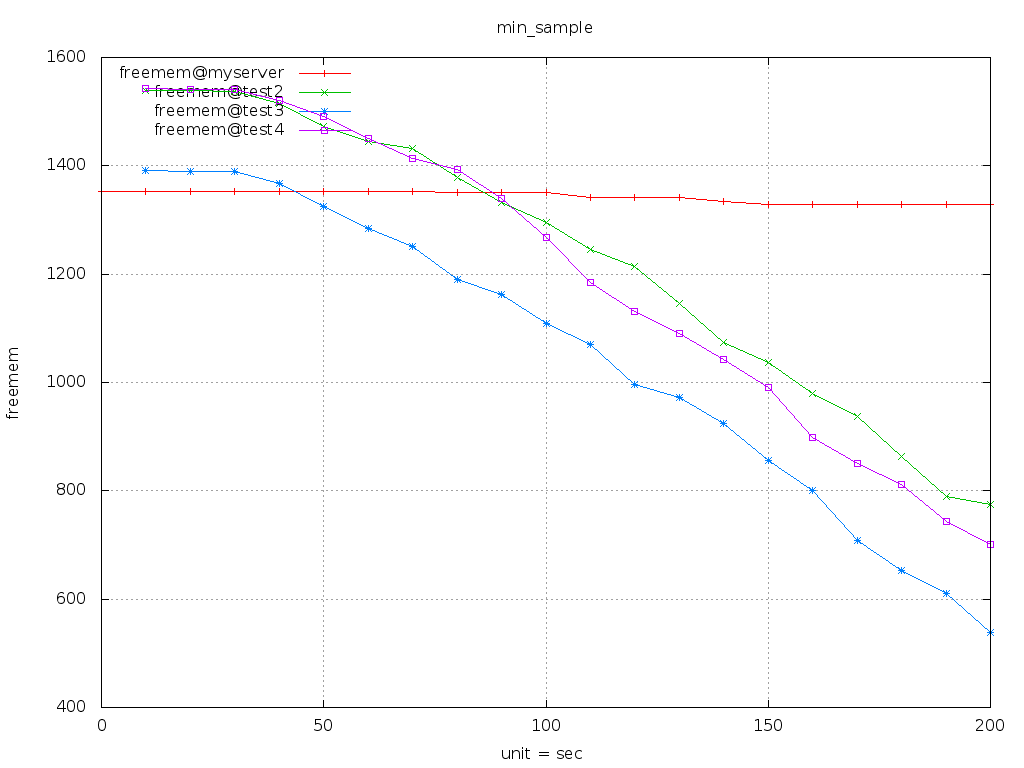 min_sample
1600
freemem@myserver
freemem@test2
freemem@test3
freemem@test4
1400
1200
1000
freemem
800
600
400
0 50 100 150 200
unit = sec